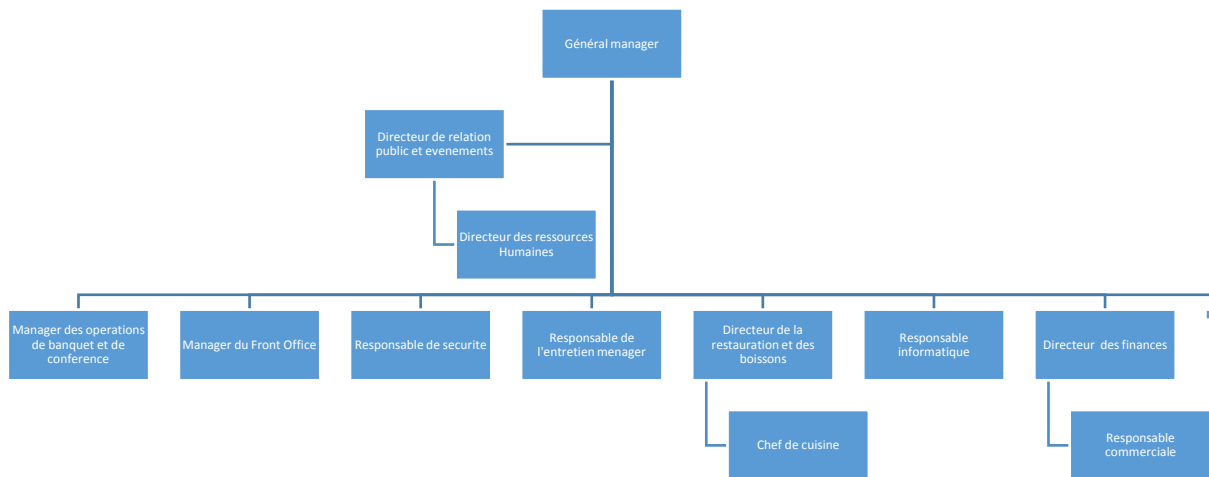 Général manager
Directeur de relation
public et evenements
Directeur des ressources
Humaines
Manager des operations
de banquet et de
conference
Manager du Front Office
Responsable de securite
Responsable de
l'entretien menager
Directeur de la
restauration et des
boissons
Responsable
informatique
Directeur des finances
Chef de cuisine
Responsable
commerciale